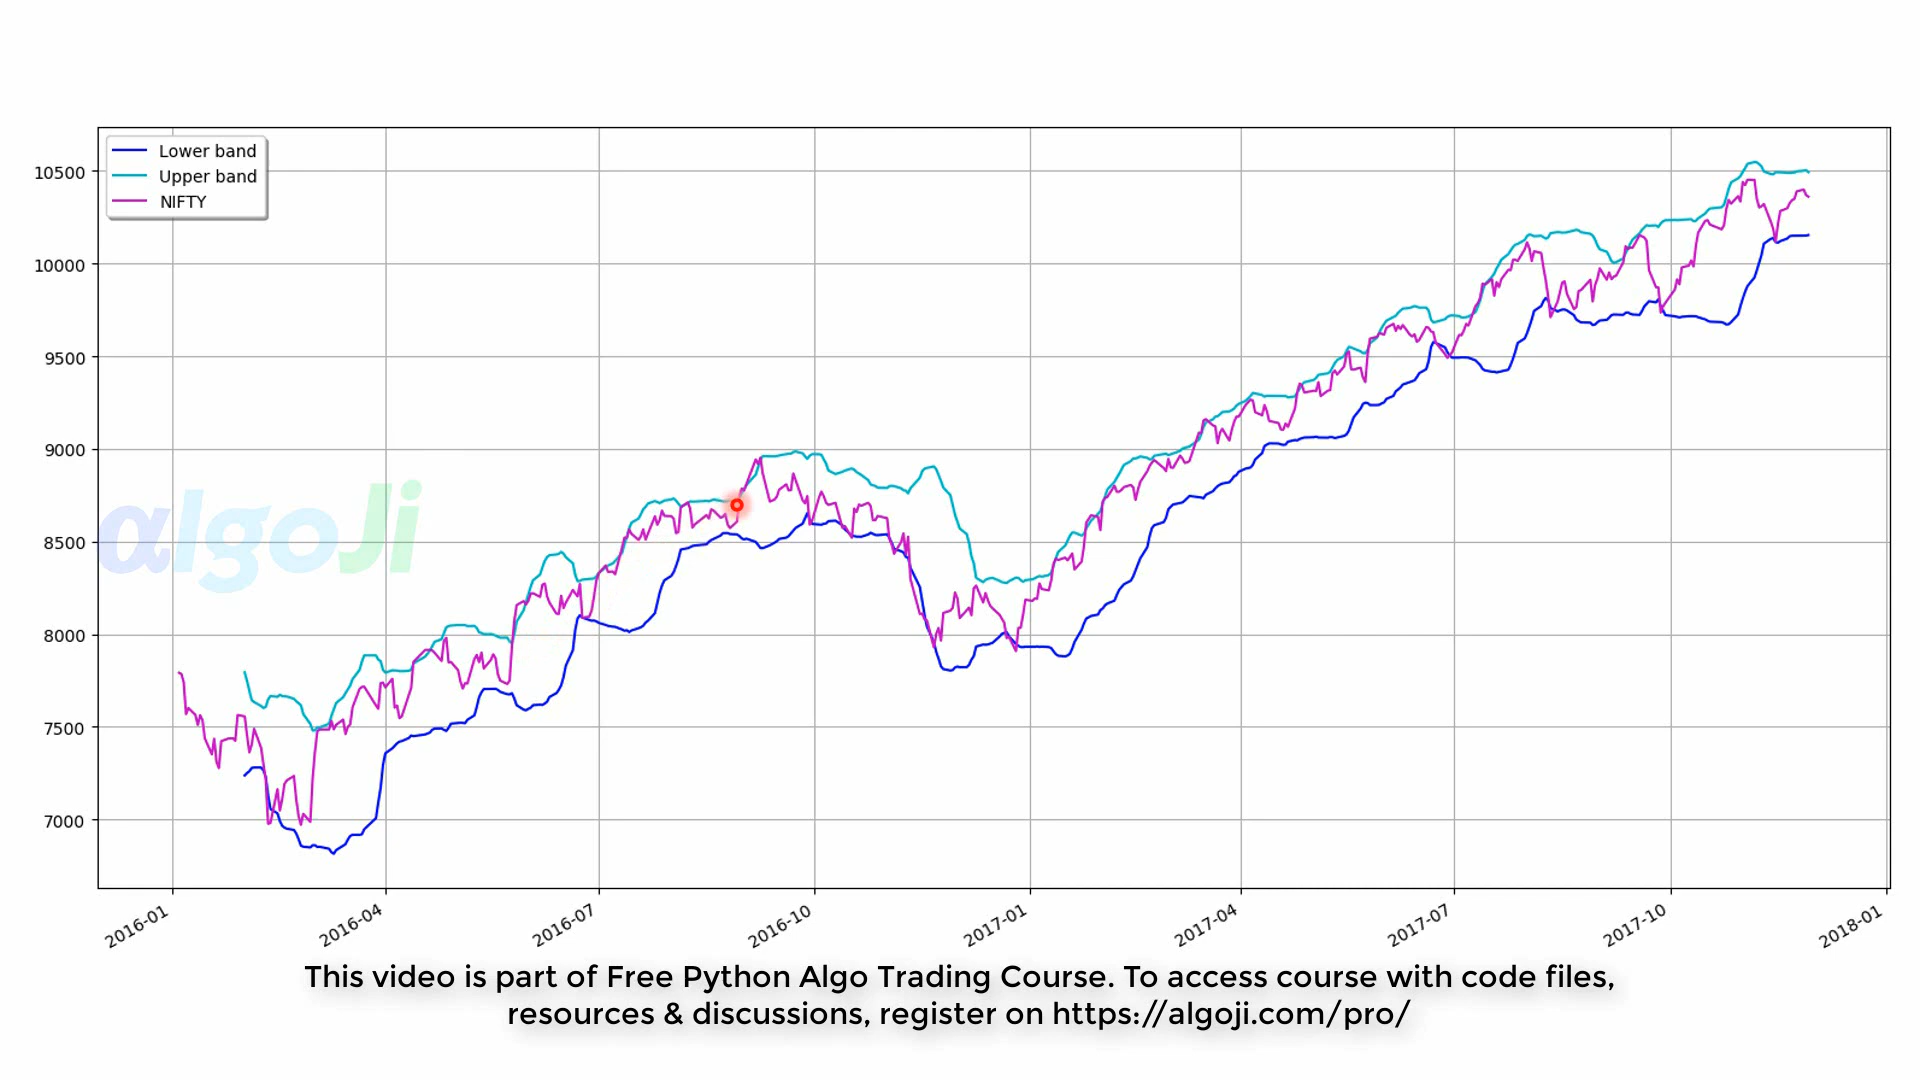 Lower band
Upper band
NIFTY
10500
10000
9500
9000
8500
8000
7500
7000
αlgoJi
2016-01
2016-04
2016-07
2016-10
2017-01
2017-04
2017-07
2017-10
2018-01
This video is part of Free Python Algo Trading Course. To access course with code files,
resources & discussions, register on https://algoji.com/pro/